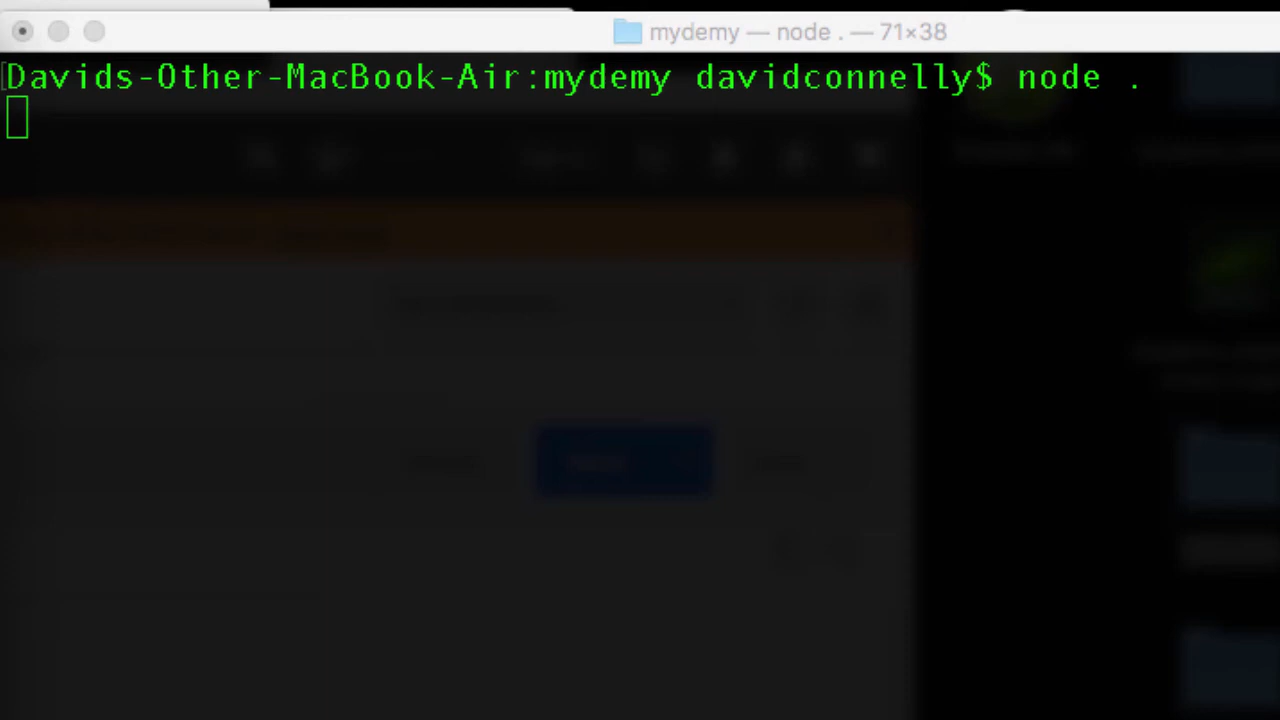 mydemy — node . — 71×38
Davids-Other-MacBook-Air:mydemy davidconnelly$ node .